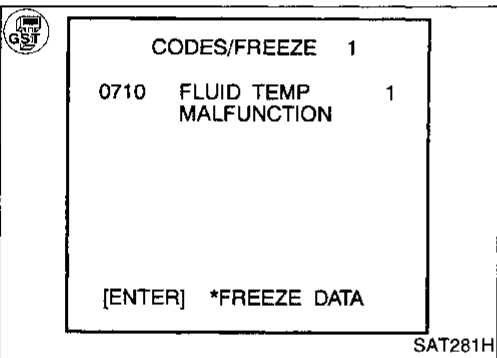 GST
CODES/FREEZE 1
0710 FLUID TEMP 1
MALFUNCTION
[ENTER] *FREEZE DATA
SAT281H